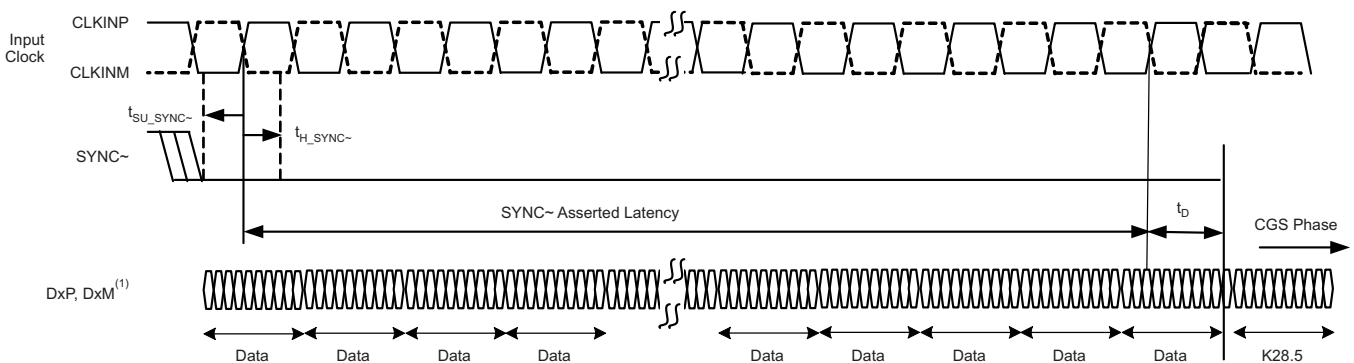 CLKINP
Input
Clock
CLKINM
tSU_SYNC~
tH_SYNC~
SYNC~
SYNC~ Asserted Latency
tD
CGS Phase
DxP, DxM(1)
Data Data Data Data Data Data Data Data Data K28.5